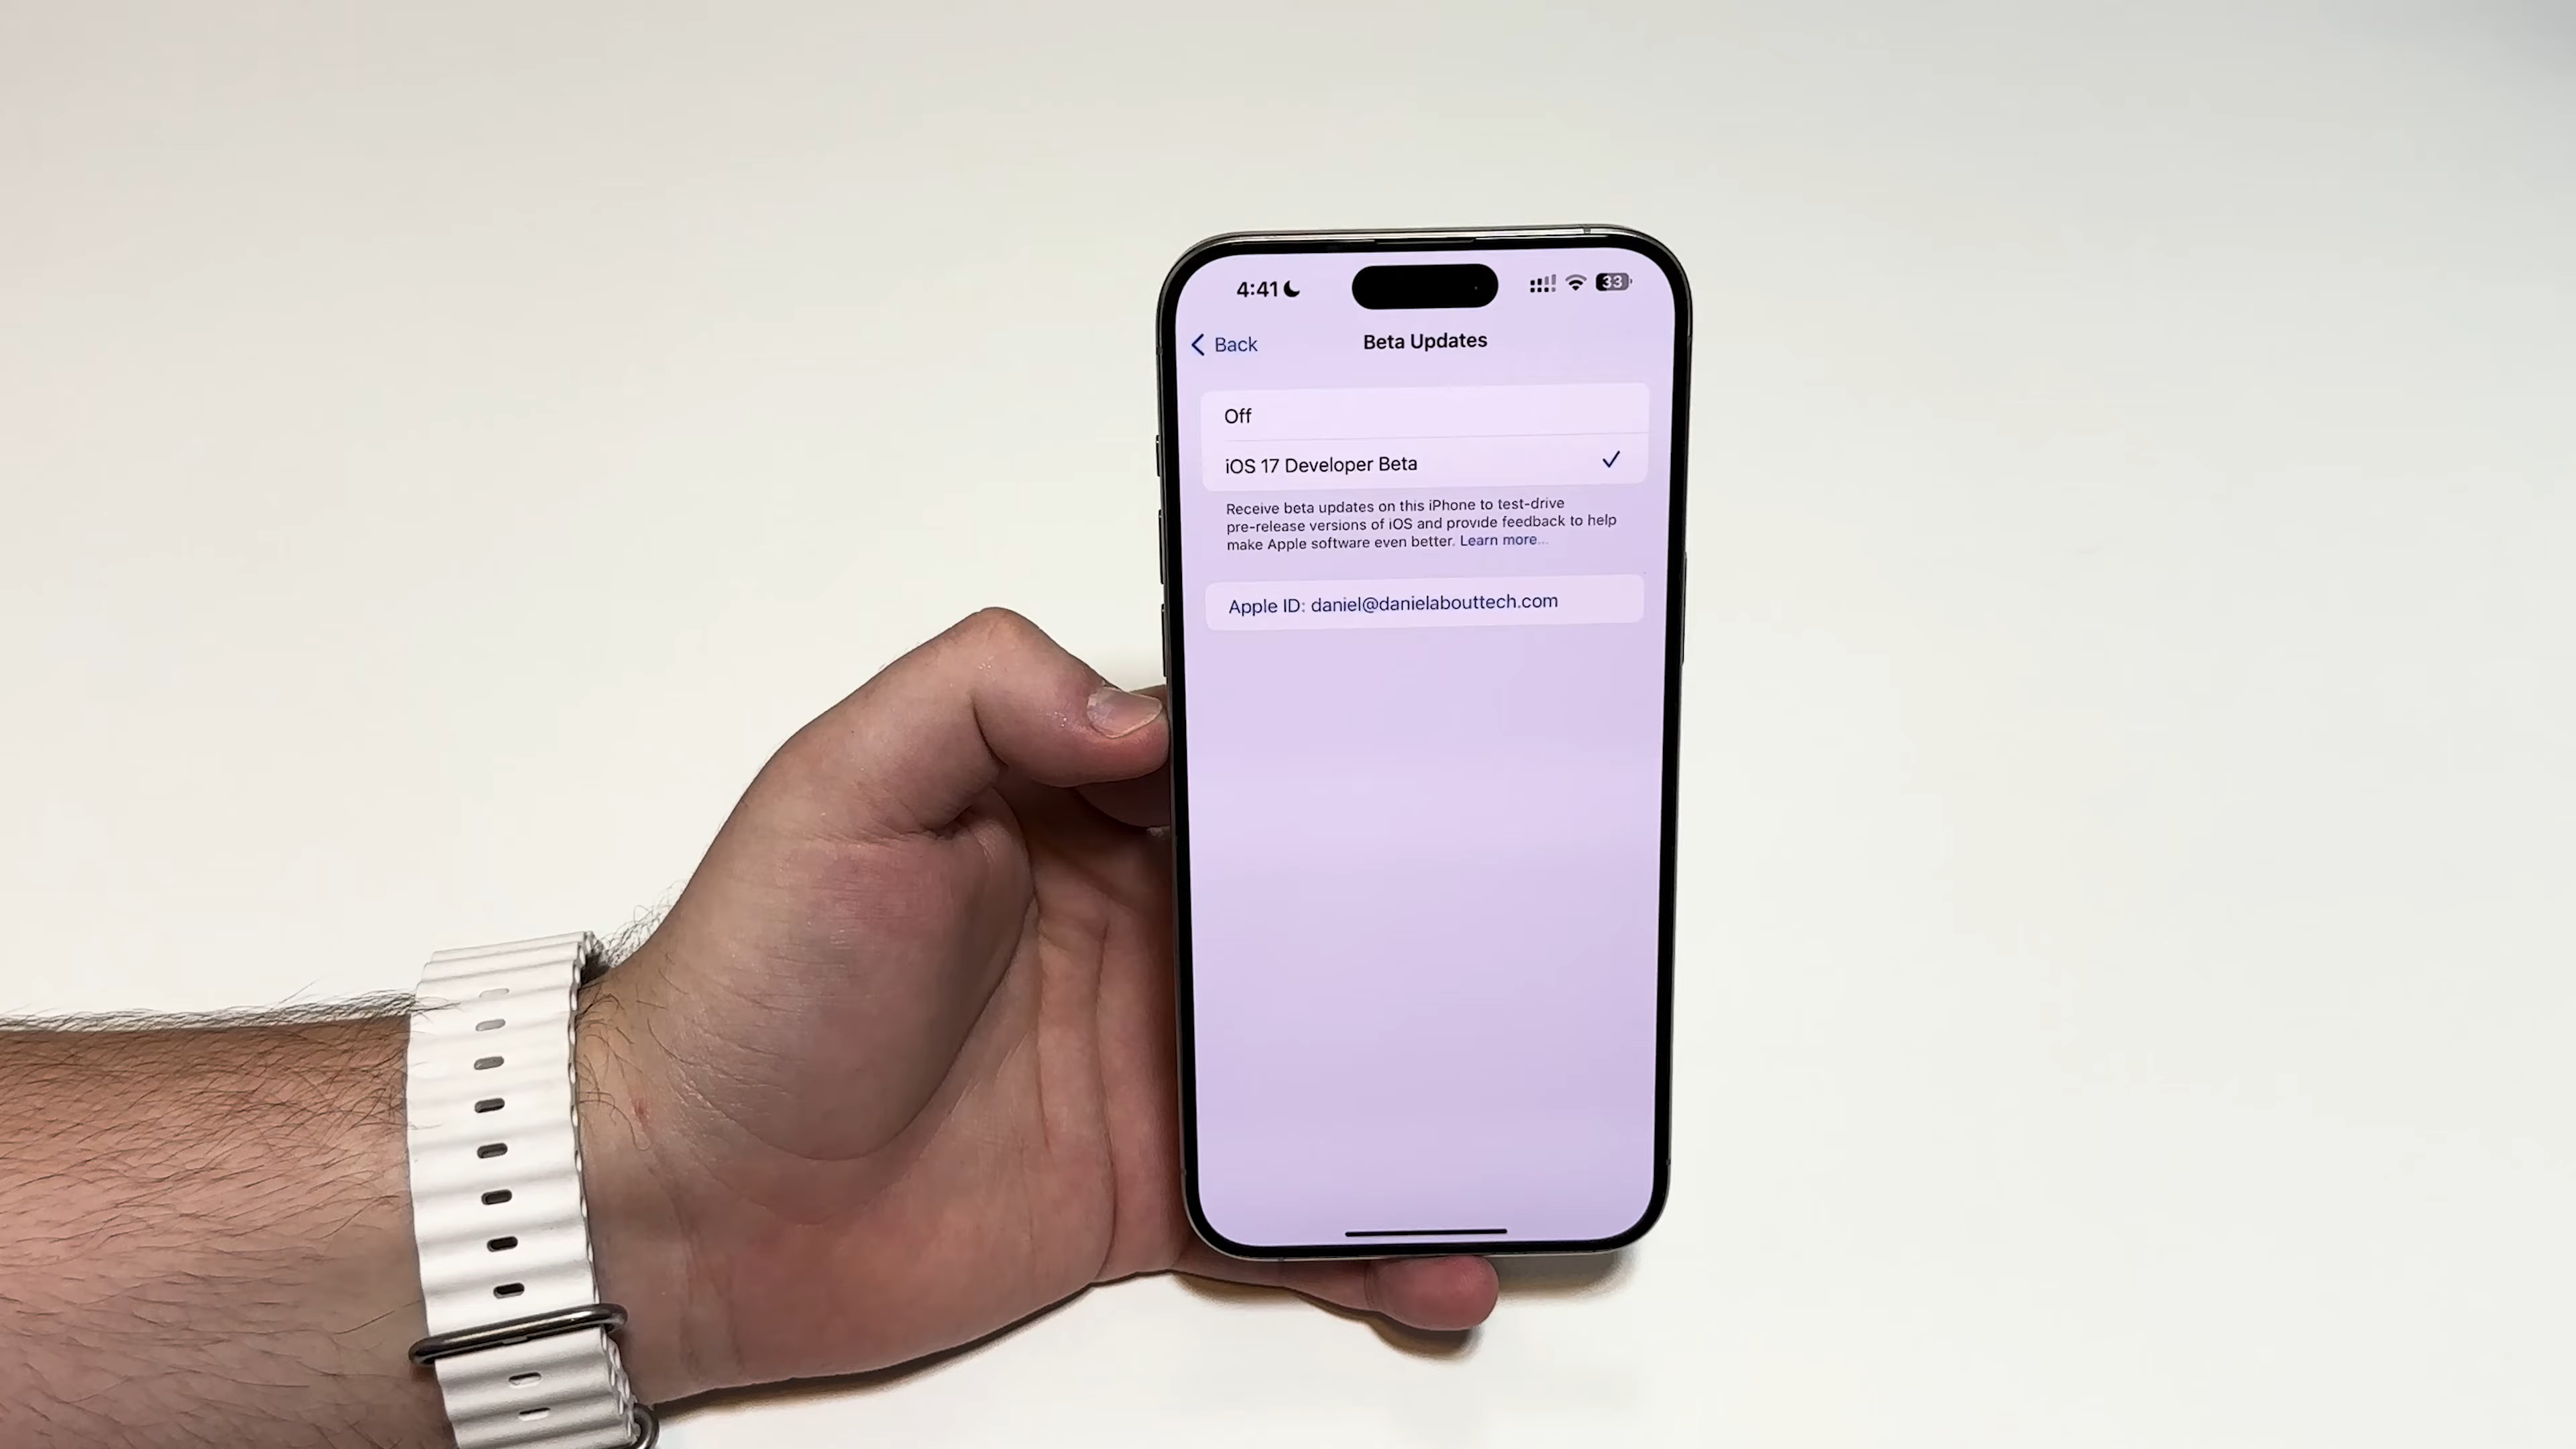 4:41
33
Back
Beta Updates
Off
iOS 17 Developer Beta
Receive beta updates on this iPhone to test-drive
pre-release versions of iOS and provide feedback to help
make Apple software even better. Learn more...
Apple ID: daniel@danielabouttech.com